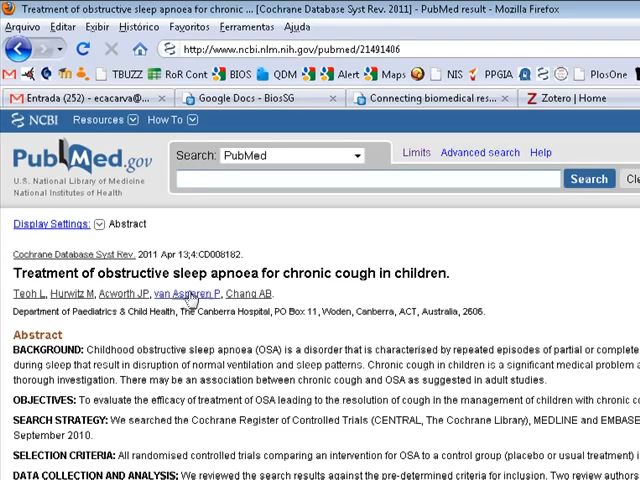 Treatment of obstructive sleep apnoea for chronic ... [Cochrane Database Syst Rev. 2011] - PubMed result - Mozilla Firefox
Arquivo Editar Exibir Histórico Favoritos Ferramentas Ajuda
http://www.ncbi.nlm.nih.gov/pubmed/21491406
TBUZZ RoR Cont BIOS QDM Alert Maps NIS PPGIA PlosOne
Entrada (252) - ecacarva@... Google Docs - BiosSG Connecting biomedical res... Zotero | Home
NCBI Resources How To
PubMed.gov
U.S. National Library of Medicine
National Institutes of Health
Search: PubMed Limits Advanced search Help
Search Cle
Display Settings: Abstract
Cochrane Database Syst Rev. 2011 Apr 13;4:CD008182.
Treatment of obstructive sleep apnoea for chronic cough in children.
Teoh L, Hurwitz M, Acworth JP, van Asperen P, Chang AB.
Department of Paediatrics & Child Health, The Canberra Hospital, PO Box 11, Woden, Canberra, ACT, Australia, 2606.
Abstract
BACKGROUND: Childhood obstructive sleep apnoea (OSA) is a disorder that is characterised by repeated episodes of partial or complete
during sleep that result in disruption of normal ventilation and sleep patterns. Chronic cough in children is a significant medical problem a
thorough investigation. There may be an association between chronic cough and OSA as suggested in adult studies.
OBJECTIVES: To evaluate the efficacy of treatment of OSA leading to the resolution of cough in the management of children with chronic co
SEARCH STRATEGY: We searched the Cochrane Register of Controlled Trials (CENTRAL, The Cochrane Library), MEDLINE and EMBASE
September 2010.
SELECTION CRITERIA: All randomised controlled trials comparing an intervention for OSA to a control group (placebo or usual treatment) i
DATA COLLECTION AND ANALYSIS: We reviewed the search results against the pre-determined criteria for inclusion. Two review authors